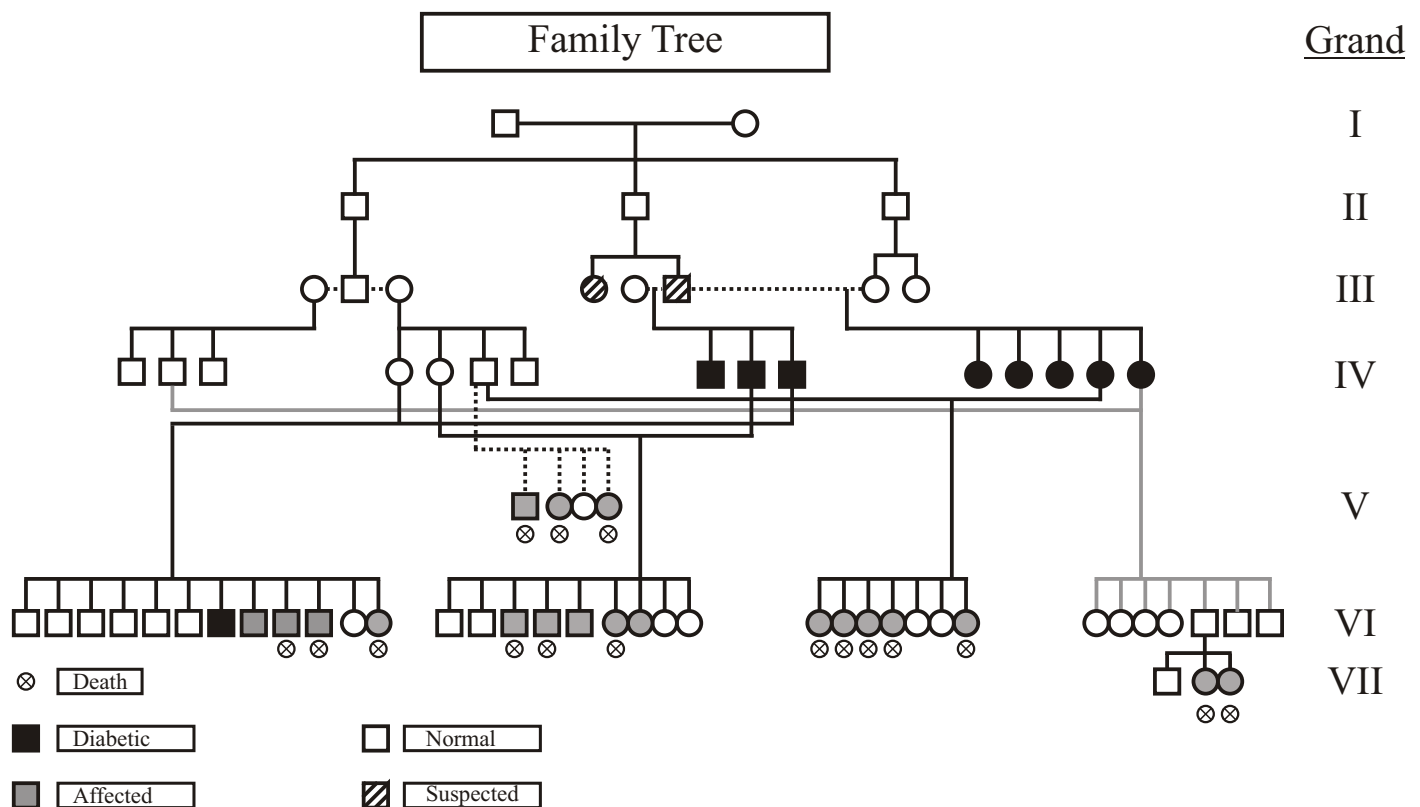 Family Tree
Grand
I
II
III
IV
V
VI
VII
Death
Diabetic
Normal
Affected
Suspected